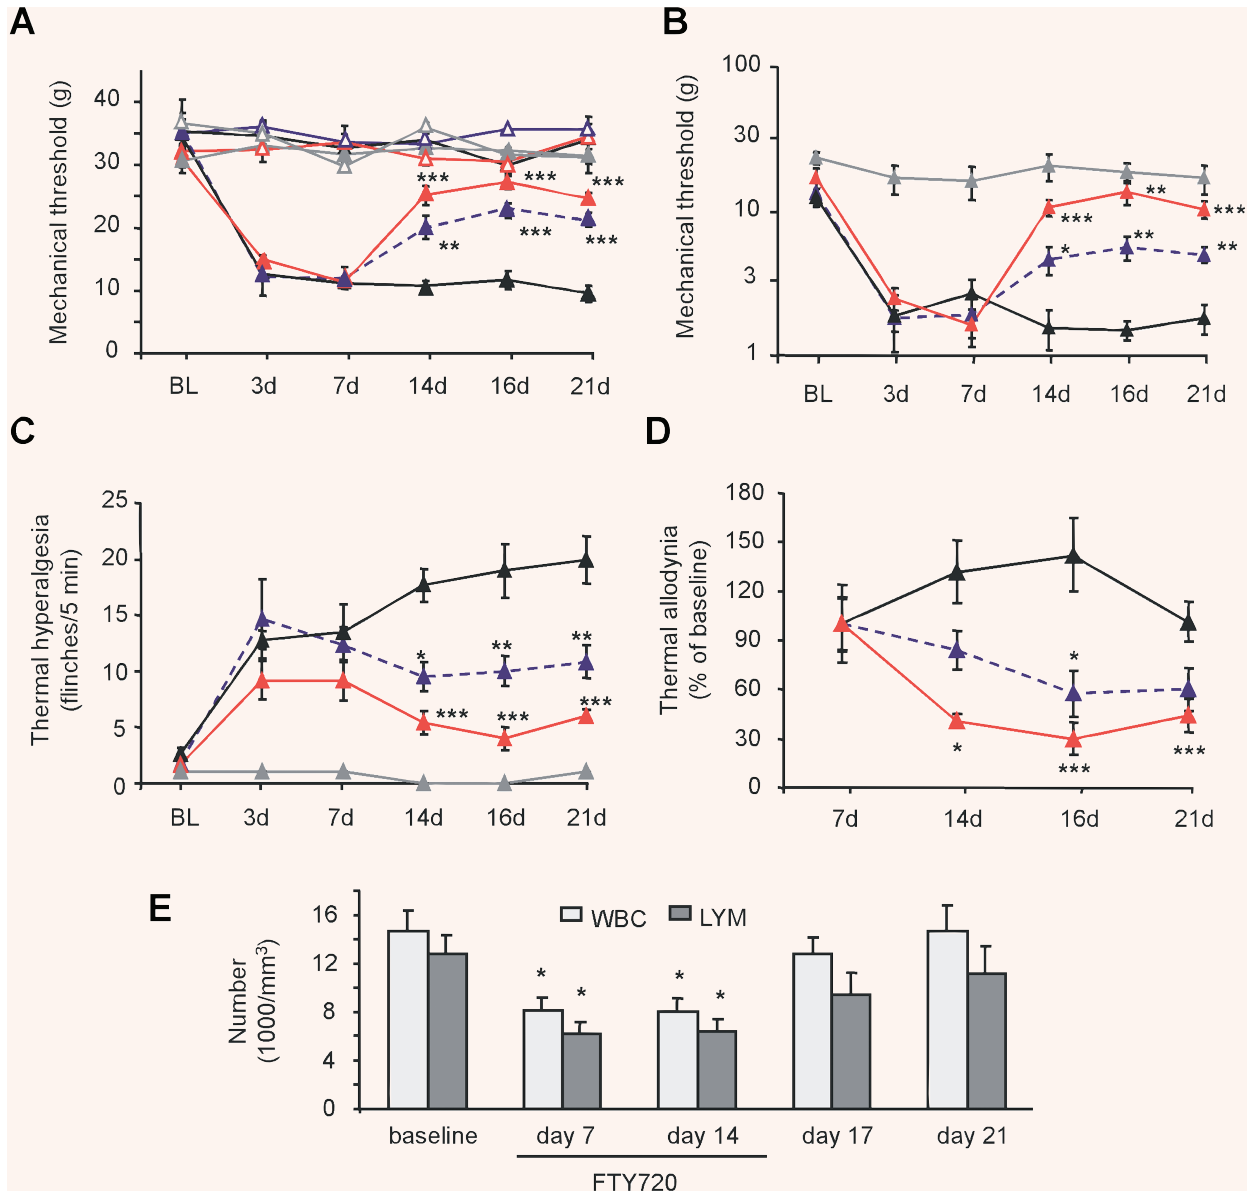 A
Mechanical threshold (g)
40
30
20
10
0
***
***
***
**
***
***
BL 3d 7d 14d 16d 21d
B
Mechanical threshold (g)
100
30
10
3
1
**
***
***
*
**
**
BL 3d 7d 14d 16d 21d
C
Thermal hyperalgesia
(flinches/5 min)
25
20
15
10
5
0
*
**
**
***
***
***
BL 3d 7d 14d 16d 21d
D
Thermal allodynia
(% of baseline)
180
150
120
90
60
30
0
*
*
***
***
7d 14d 16d 21d
E
Number
(1000/mm³)
16
12
8
4
0
WBC LYM
*
*
*
*
baseline day 7 day 14 day 17 day 21
FTY720